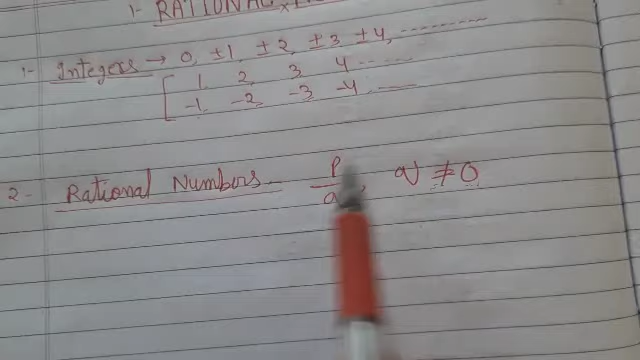 1- RATIONAL
1- Integers → 0, ±1, ±2, ±3 ±4, ----------
1, 2, 3 4 -----
-1, -2, -3 -4, ----
2- Rational Numbers - p/q, q ≠ 0